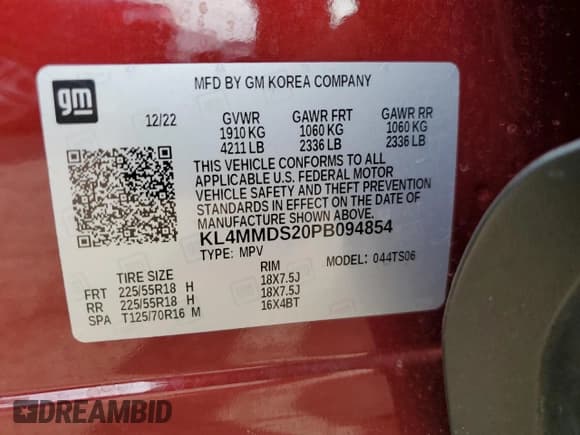 gm
MFD BY GM KOREA COMPANY
12/22 GVWR GAWR FRT GAWR RR
1910 KG 1060 KG 1060 KG
4211 LB 2336 LB 2336 LB
THIS VEHICLE CONFORMS TO ALL
APPLICABLE U.S. FEDERAL MOTOR
VEHICLE SAFETY AND THEFT PREVENTION
STANDARDS IN EFFECT ON THE DATE OF
MANUFACTURE SHOWN ABOVE.
KL4MMDS20PB094854
TYPE: MPV MODEL: 044TS06
TIRE SIZE RIM
FRT 225/55R18 H 18X7.5J
RR 225/55R18 H 18X7.5J
SPA T125/70R16 M 16X4BT
DREAMBID